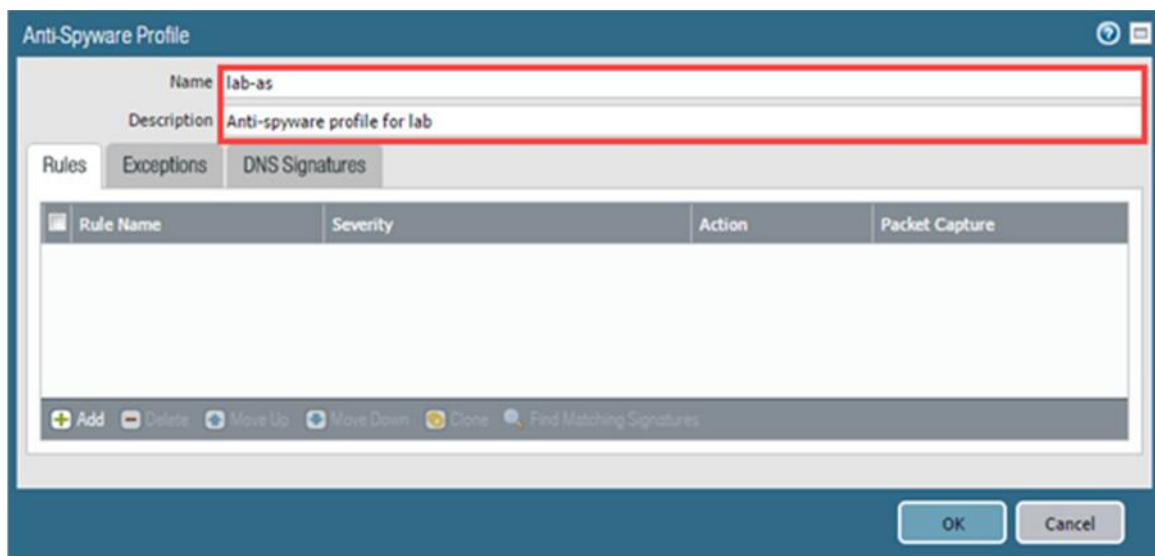 Anti-Spyware Profile
Name lab-as
Description Anti-spyware profile for lab
Rules Exceptions DNS Signatures
Rule Name Severity Action Packet Capture
Add Delete Move Up Move Down Clone Find Matching Signatures
OK Cancel